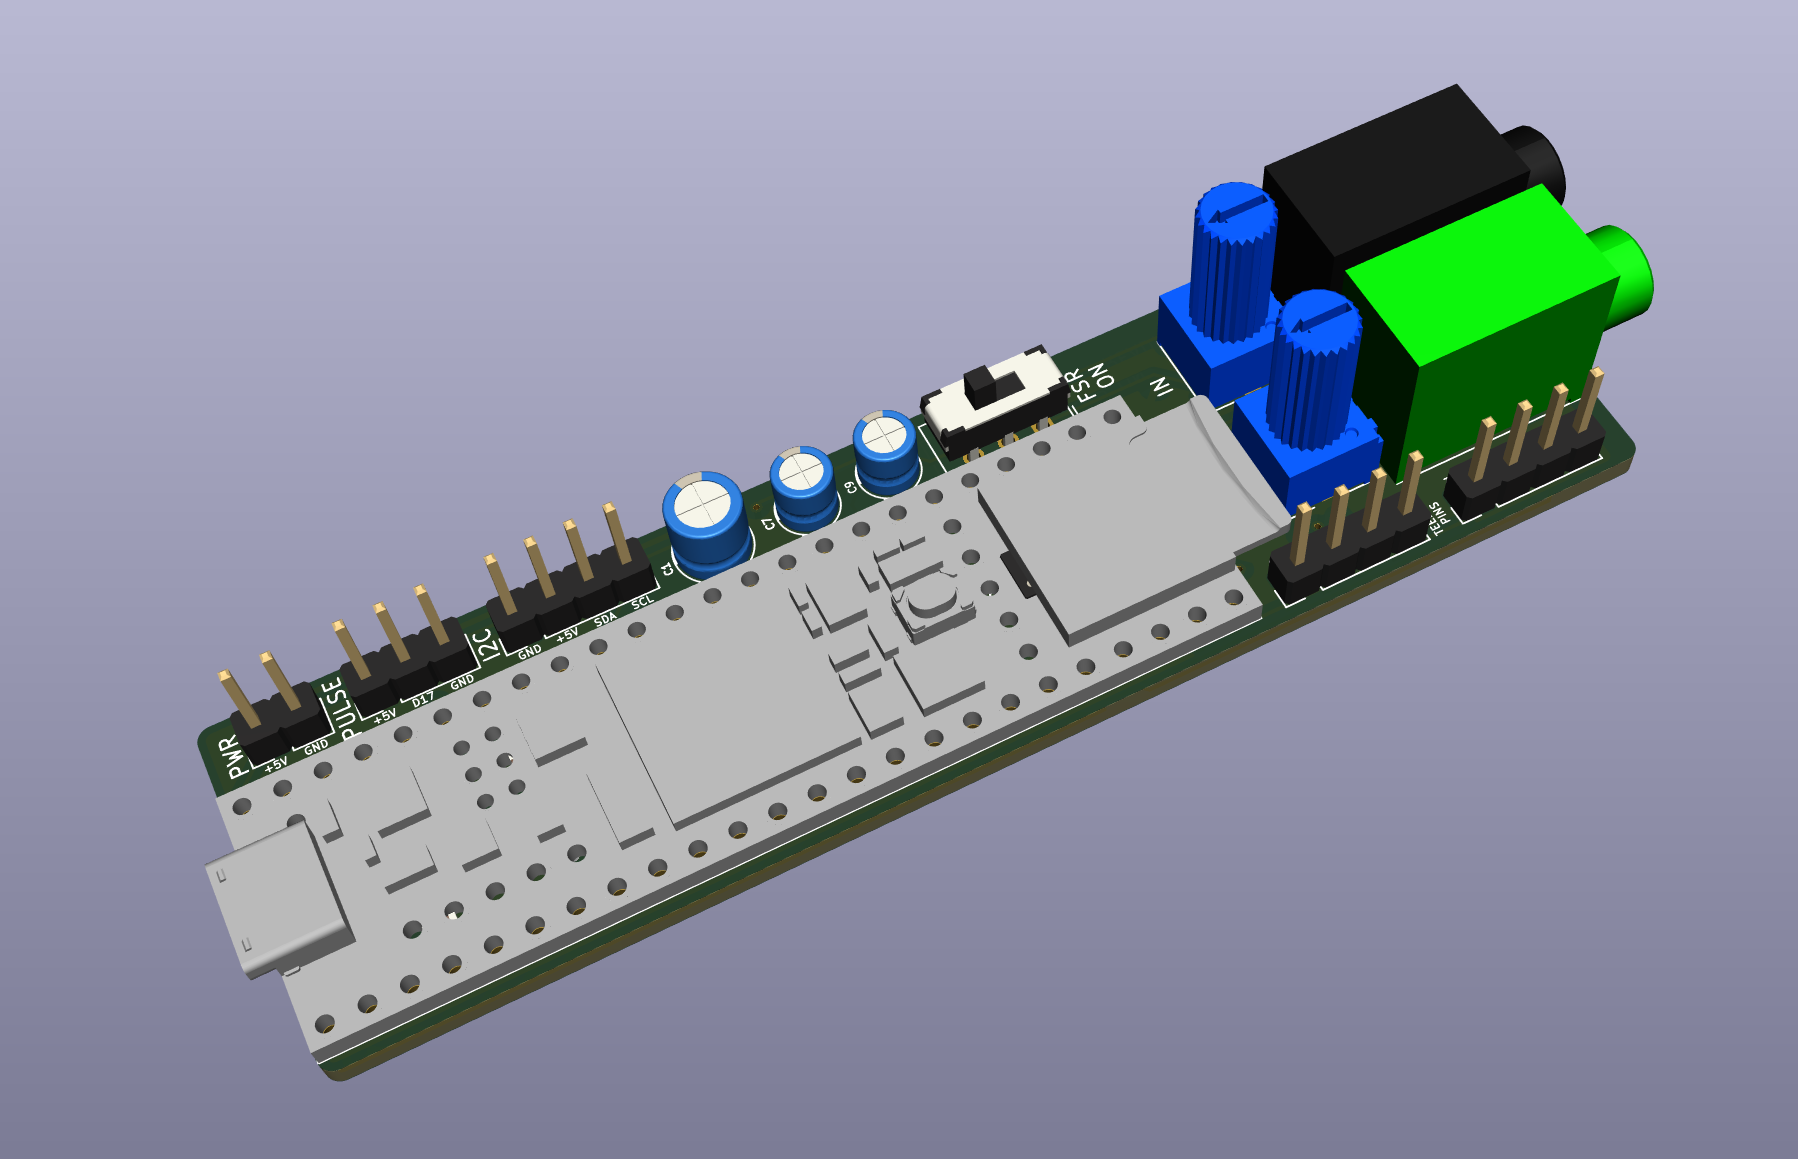 PWR
+5V
GND
PULSE
+5V
D17
GND
I2C
GND
+5V
SDA
SCL
C1
C7
C9
FSR
ON
IN
PINS